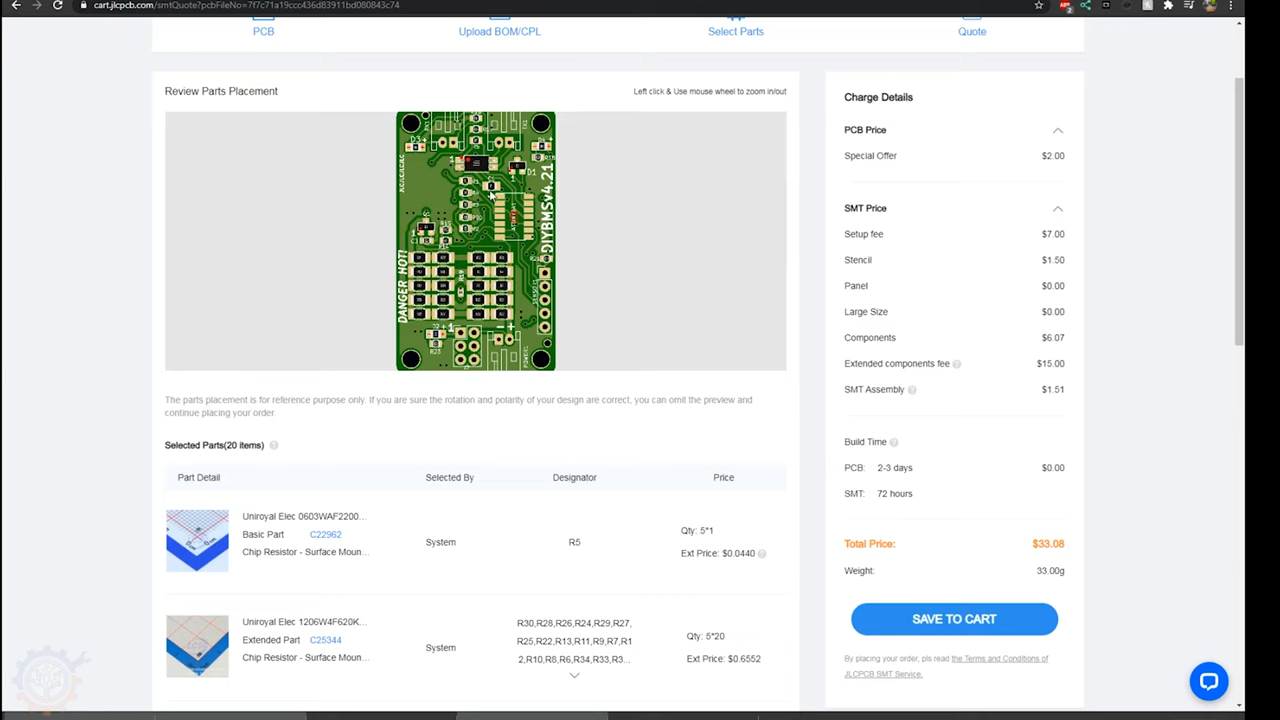 cart.jlcpcb.com/smtQuote?pcbFileNo=7f7c71a19ccc436d83911bd080843c74
PCB
Upload BOM/CPL
Select Parts
Quote
Review Parts Placement
Left click & Use mouse wheel to zoom in/out
D3+
D1
DIYBMSv4.21
DANGER HOT!
R19
R23
The parts placement is for reference purpose only. If you are sure the rotation and polarity of your design are correct, you can omit the preview and
continue placing your order.
Selected Parts(20 items)
Part Detail
Selected By
Designator
Price
Uniroyal Elec 0603WAF2200...
Basic Part C22962
Chip Resistor - Surface Moun...
System
R5
Qty: 5*1
Ext Price: $0.0440
Uniroyal Elec 1206W4F620K...
Extended Part C25344
Chip Resistor - Surface Moun...
System
R30,R28,R26,R24,R29,R27,
R25,R22,R13,R11,R9,R7,R1
2,R10,R8,R6,R34,R33,R3...
Qty: 5*20
Ext Price: $0.6552
Charge Details
PCB Price
Special Offer $2.00
SMT Price
Setup fee $7.00
Stencil $1.50
Panel $0.00
Large Size $0.00
Components $6.07
Extended components fee $15.00
SMT Assembly $1.51
Build Time
PCB: 2-3 days $0.00
SMT: 72 hours
Total Price: $33.08
Weight: 33.00g
SAVE TO CART
By placing your order, pls read the Terms and Conditions of
JLCPCB SMT Service.